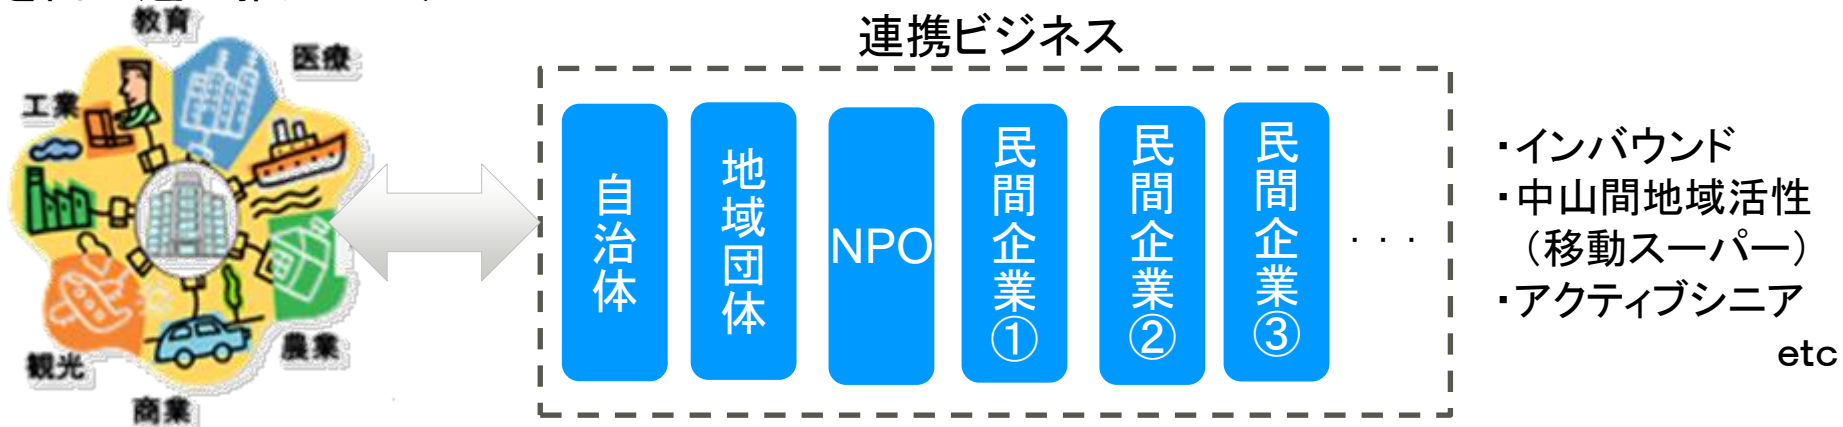 教育
医療
工業
観光
農業
商業
連携ビジネス
自治体
地域団体
NPO
民間企業①
民間企業②
民間企業③
・・・
・インバウンド
・中山間地域活性
（移動スーパー）
・アクティブシニア
etc